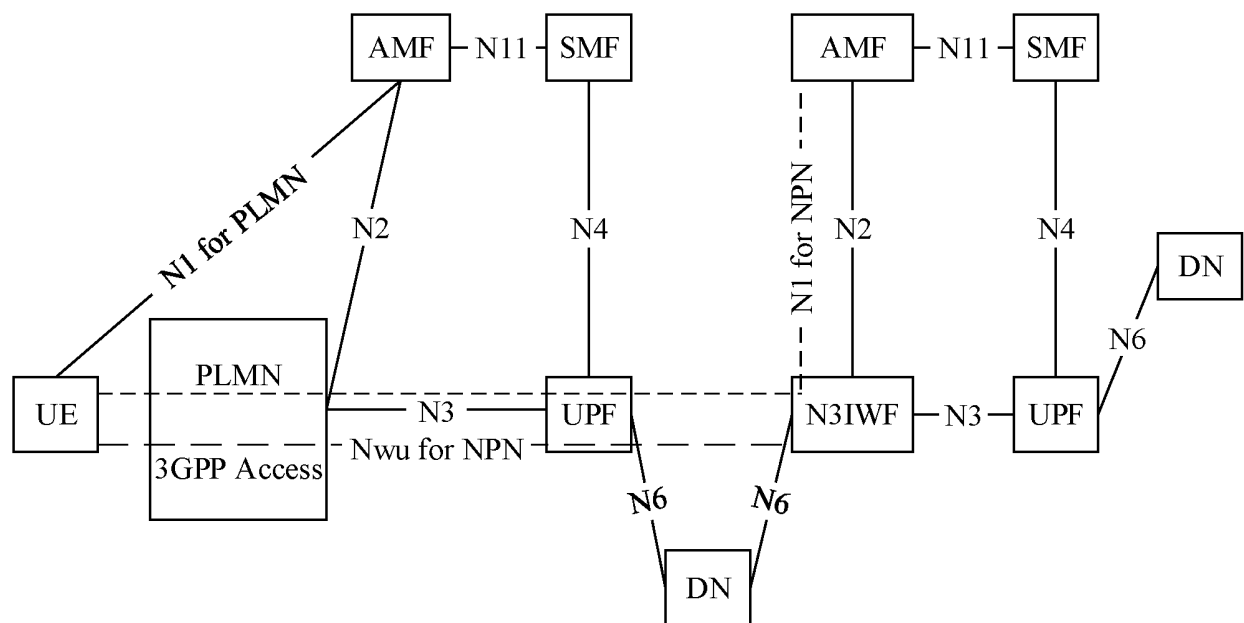 AMF
N11
SMF
AMF
N11
SMF
N1 for PLMN
N2
N4
N1 for NPN
N2
N4
DN
N6
PLMN
UE
N3
UPF
N3IWF
N3
UPF
Nwu for NPN
3GPP Access
N6
N6
DN